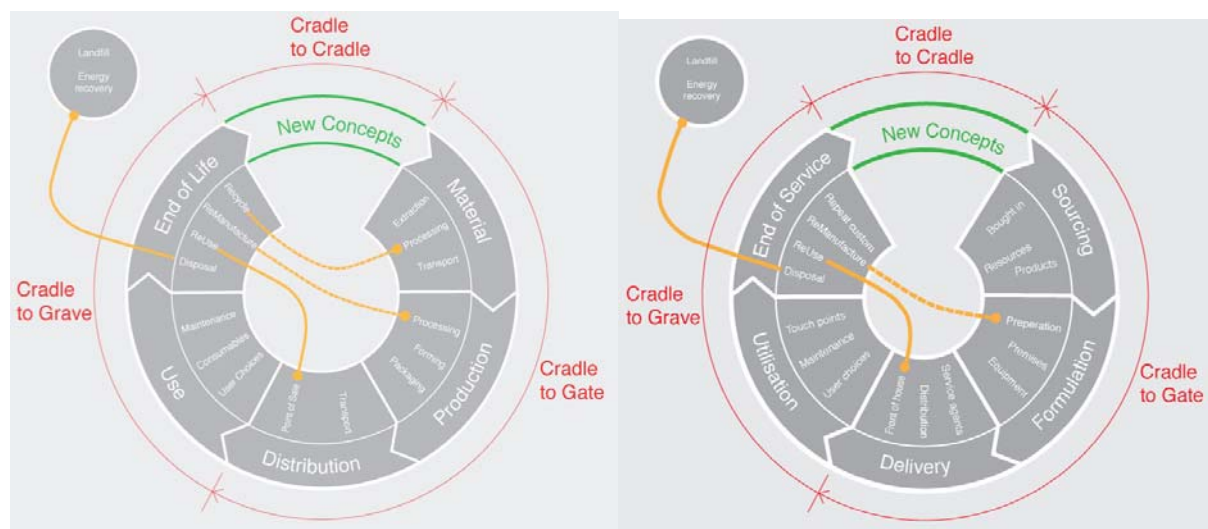 Cradle
to Cradle
Landfill
Energy
recovery
New Concepts
End of Life
Recycle
ReManufacture
ReUse
Disposal
Material
Extraction
Processing
Transport
Cradle
to Grave
Use
Maintenance
Consumables
User Choices
Production
Processing
Forming
Packaging
Cradle
to Gate
Distribution
Point of Sale
Transport
Cradle
to Cradle
Landfill
Energy
recovery
New Concepts
End of Service
Repeat custom
ReManufacture
ReUse
Disposal
Sourcing
Bought in
Resources
Products
Cradle
to Grave
Utilisation
Touch points
Maintenance
User choices
Formulation
Preparation
Premises
Equipment
Cradle
to Gate
Delivery
Front of house
Distribution
Service agents